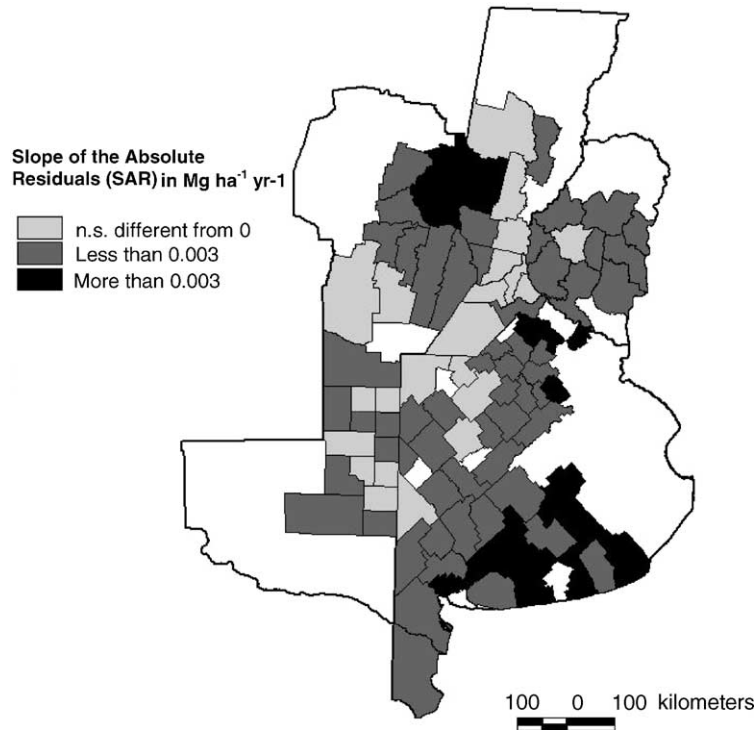 Slope of the Absolute
Residuals (SAR) in Mg ha⁻¹ yr-1
n.s. different from 0
Less than 0.003
More than 0.003
100 0 100 kilometers